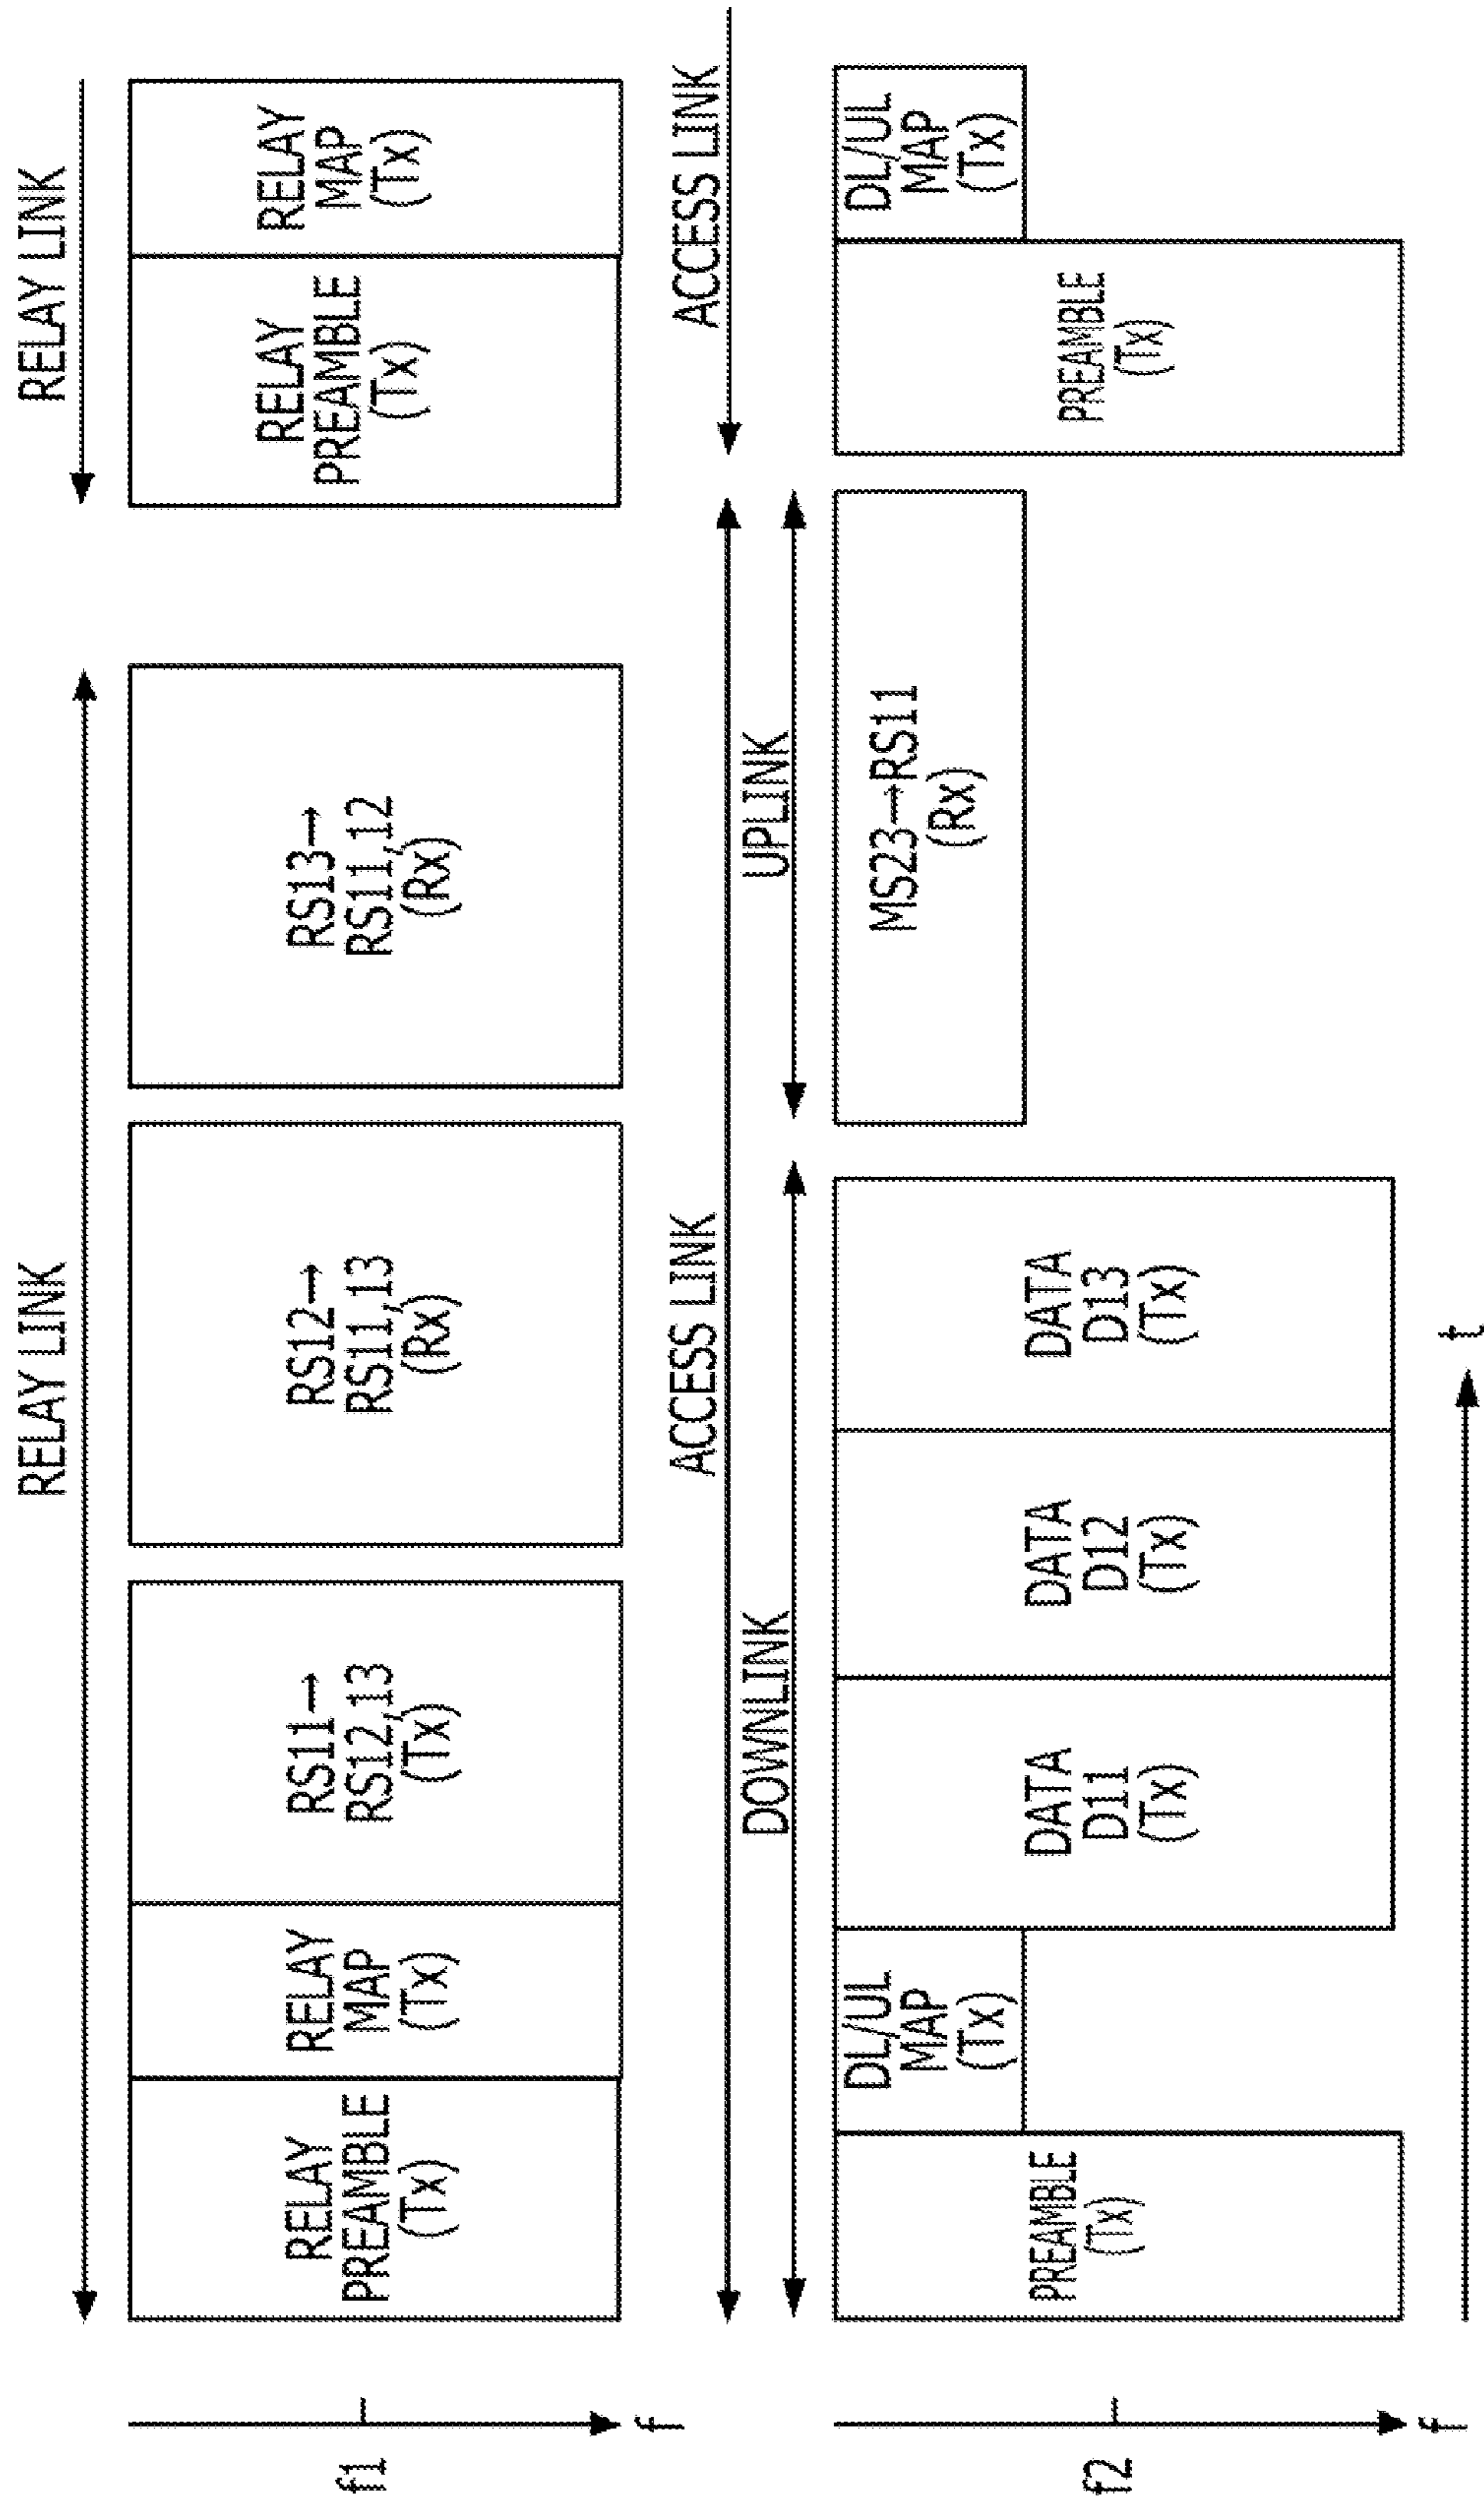 RELAY LINK
RELAY LINK
f1
RELAY
PREAMBLE
(Tx)
RELAY
MAP
(Tx)
RS11→
RS12,13
(Tx)
RS12→
RS11,13
(Rx)
RS13→
RS11,12
(Rx)
RELAY
PREAMBLE
(Tx)
RELAY
MAP
(Tx)
f
ACCESS LINK
ACCESS LINK
DOWNLINK
UPLINK
f2
PREAMBLE
(Tx)
DL/UL
MAP
(Tx)
DATA
D11
(Tx)
DATA
D12
(Tx)
DATA
D13
(Tx)
MS23→RS11
(Rx)
PREAMBLE
(Tx)
DL/UL
MAP
(Tx)
f
t